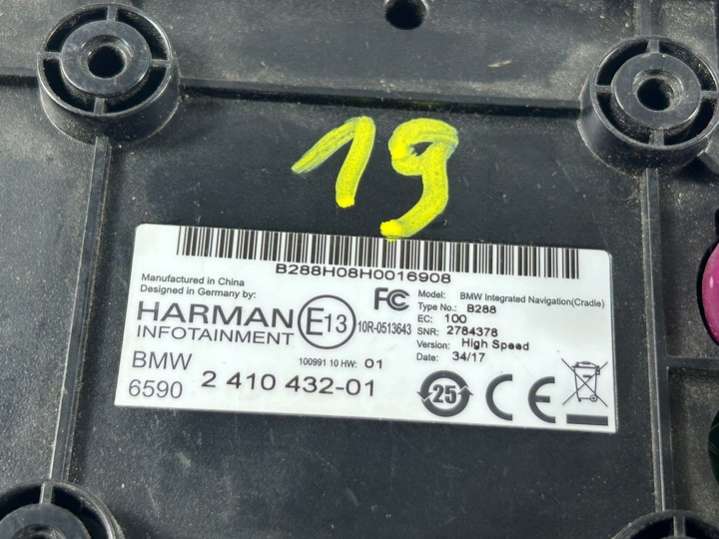 19
B288H08H0016908
Manufactured in China
Designed in Germany by:
HARMAN
INFOTAINMENT
E13
10R-0513643
FC
Model: BMW Integrated Navigation(Cradle)
Type No.: B288
EC: 100
SNR: 2784378
Version: High Speed
Date: 34/17
100991 10 HW: 01
BMW
6590 2 410 432-01
25
CE